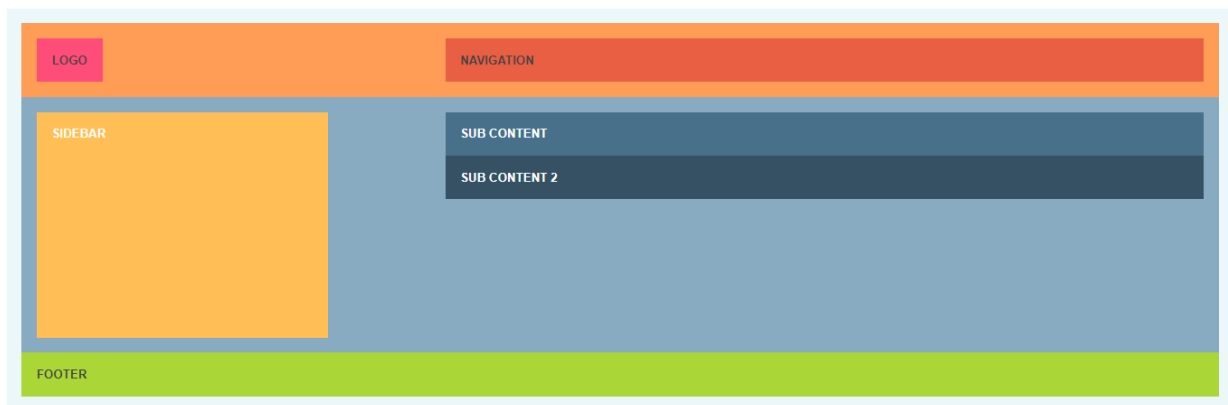 LOGO
NAVIGATION
SIDEBAR
SUB CONTENT
SUB CONTENT 2
FOOTER